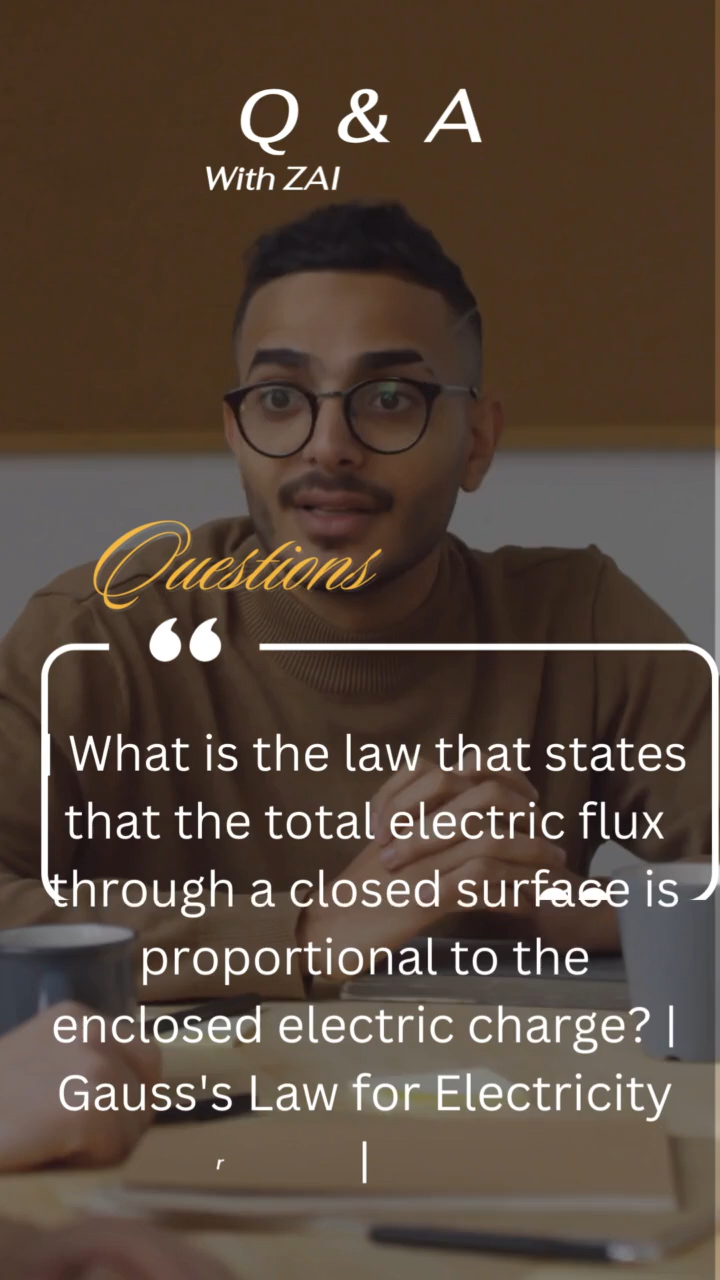 Q & A
With ZAI
Questions
“
| What is the law that states
that the total electric flux
through a closed surface is
proportional to the
enclosed electric charge? |
Gauss's Law for Electricity
|
r